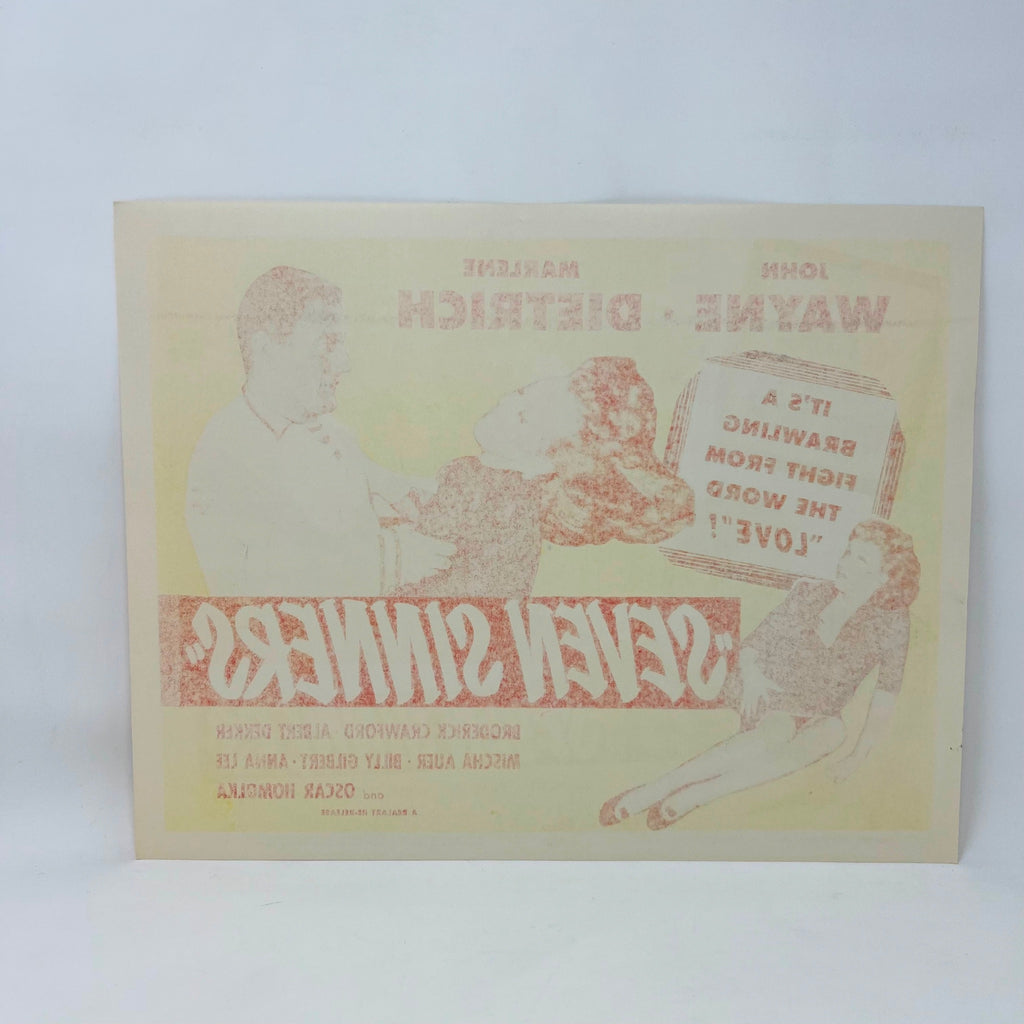 JOHN MARLENE
WAYNE · DIETRICH
IT'S A
BRAWLING
FIGHT FROM
THE WORD
"LOVE"!
"SEVEN SINNERS"
BRODERICK CRAWFORD · ALBERT DEKKER
MISCHA AUER · BILLY GILBERT · ANNA LEE
and OSCAR HOMOLKA
A REALART RE-RELEASE